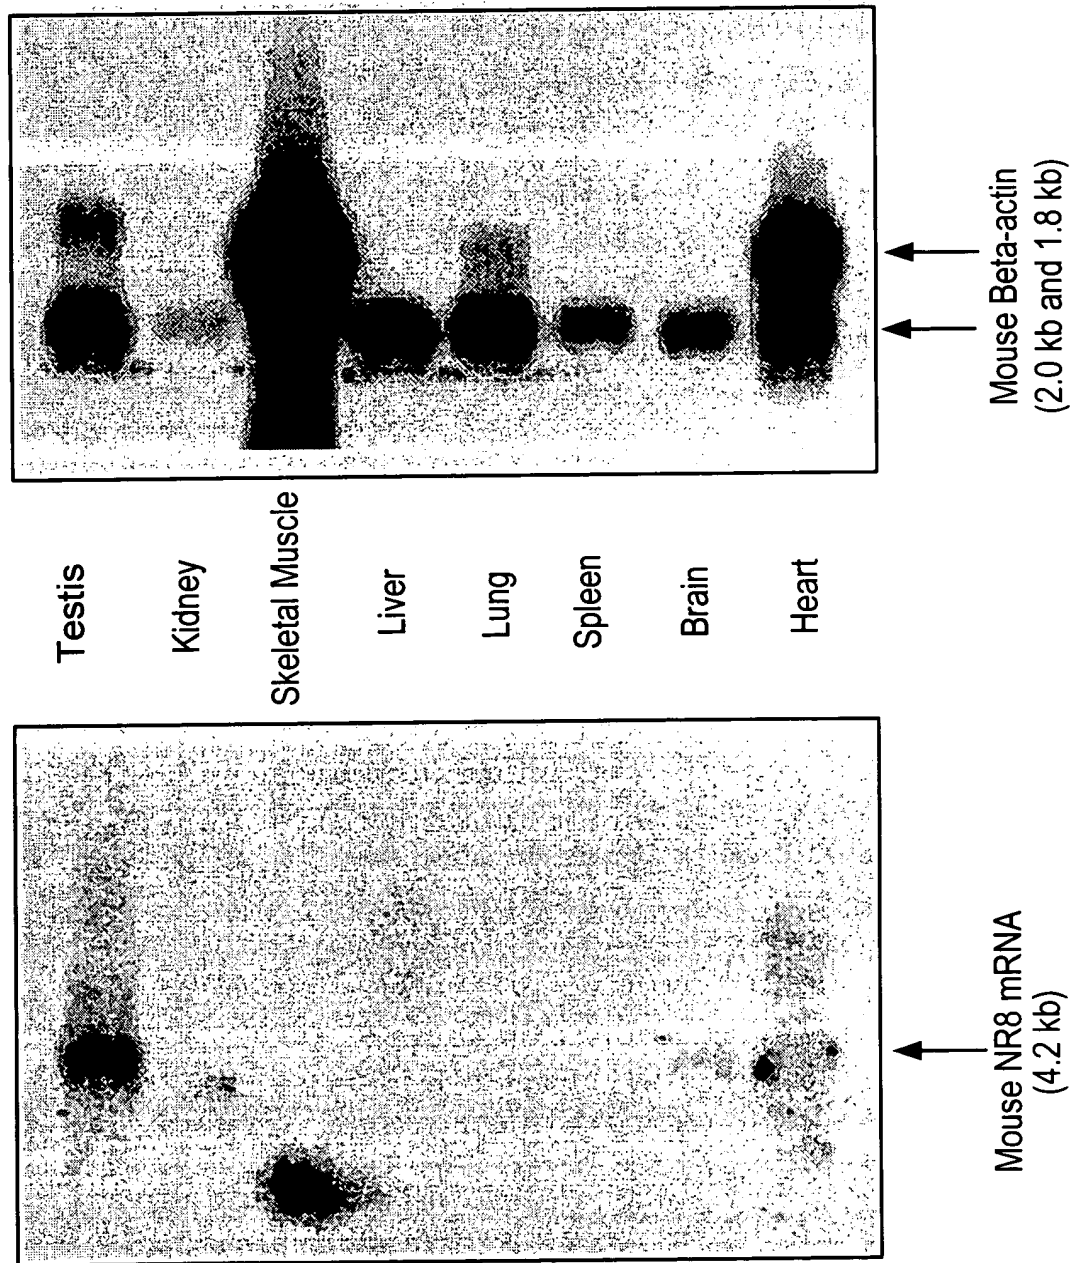 Testis
Kidney
Skeletal Muscle
Liver
Lung
Spleen
Brain
Heart
Mouse Beta-actin
(2.0 kb and 1.8 kb)
Mouse NR8 mRNA
(4.2 kb)